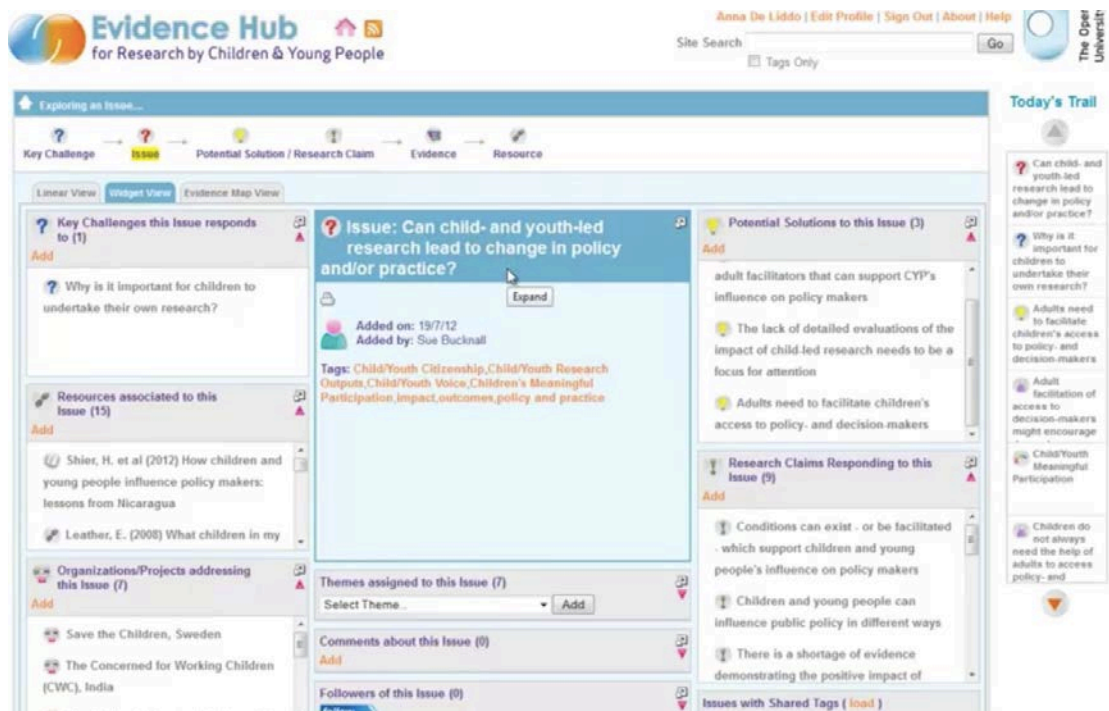 Evidence Hub
for Research by Children & Young People
Anna De Liddo | Edit Profile | Sign Out | About | Help
Site Search
Go
Tags Only
The Open
University
Exploring an Issue...
Key Challenge
Issue
Potential Solution / Research Claim
Evidence
Resource
Linear View
Widget View
Evidence Map View
Key Challenges this Issue responds
to (1)
Add
Why is it important for children to
undertake their own research?
Resources associated to this
Issue (15)
Add
Shier, H. et al (2012) How children and
young people influence policy makers:
lessons from Nicaragua
Leather, E. (2008) What children in my
Organizations/Projects addressing
this Issue (7)
Add
Save the Children, Sweden
The Concerned for Working Children
(CWC), India
Issue: Can child- and youth-led
research lead to change in policy
and/or practice?
Expand
Added on: 19/7/12
Added by: Sue Bucknall
Tags: Child/Youth Citizenship,Child/Youth Research
Outputs,Child/Youth Voice,Children's Meaningful
Participation,impact,outcomes,policy and practice
Themes assigned to this Issue (7)
Select Theme..
Add
Comments about this Issue (0)
Add
Followers of this Issue (0)
Potential Solutions to this Issue (3)
Add
adult facilitators that can support CYP's
influence on policy makers
The lack of detailed evaluations of the
impact of child-led research needs to be a
focus for attention
Adults need to facilitate children's
access to policy- and decision-makers
Research Claims Responding to this
Issue (9)
Add
Conditions can exist - or be facilitated
- which support children and young
people's influence on policy makers
Children and young people can
influence public policy in different ways
There is a shortage of evidence
demonstrating the positive impact of
Issues with Shared Tags ( load )
Today's Trail
Can child- and
youth-led
research lead to
change in policy
and/or practice?
Why is it
important for
children to
undertake their
own research?
Adults need
to facilitate
children's access
to policy- and
decision-makers
Adult
facilitation of
access to
decision-makers
might encourage
Child/Youth
Meaningful
Participation
Children do
not always
need the help of
adults to access
policy- and